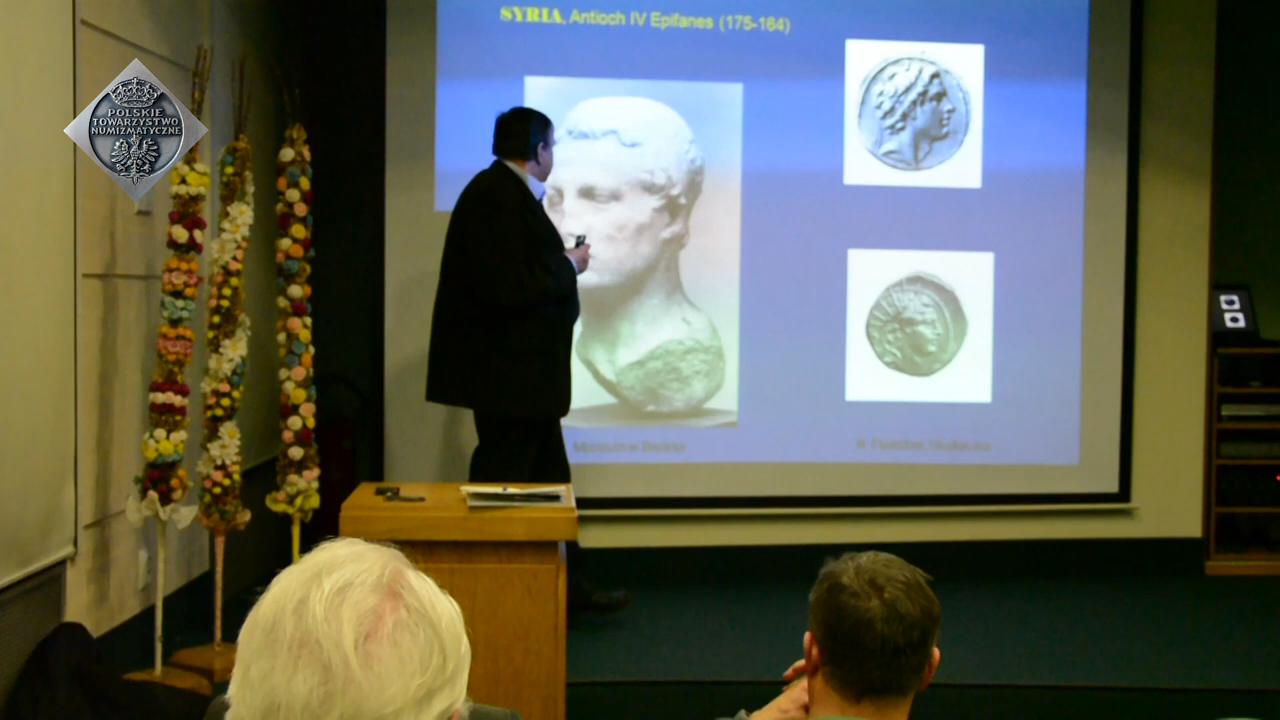 SYRIA, Antioch IV Epifanes (175-164)
POLSKIE
TOWARZYSTWO
NUMIZMATYCZNE